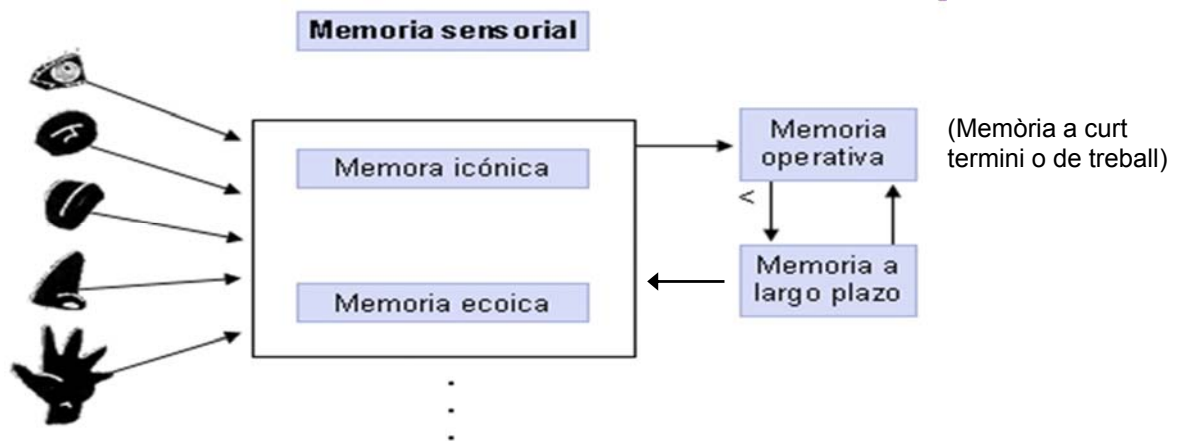 Memoria sensorial
Memora icónica
Memoria ecoica
Memoria
operativa
(Memòria a curt
termini o de treball)
<
Memoria a
largo plazo